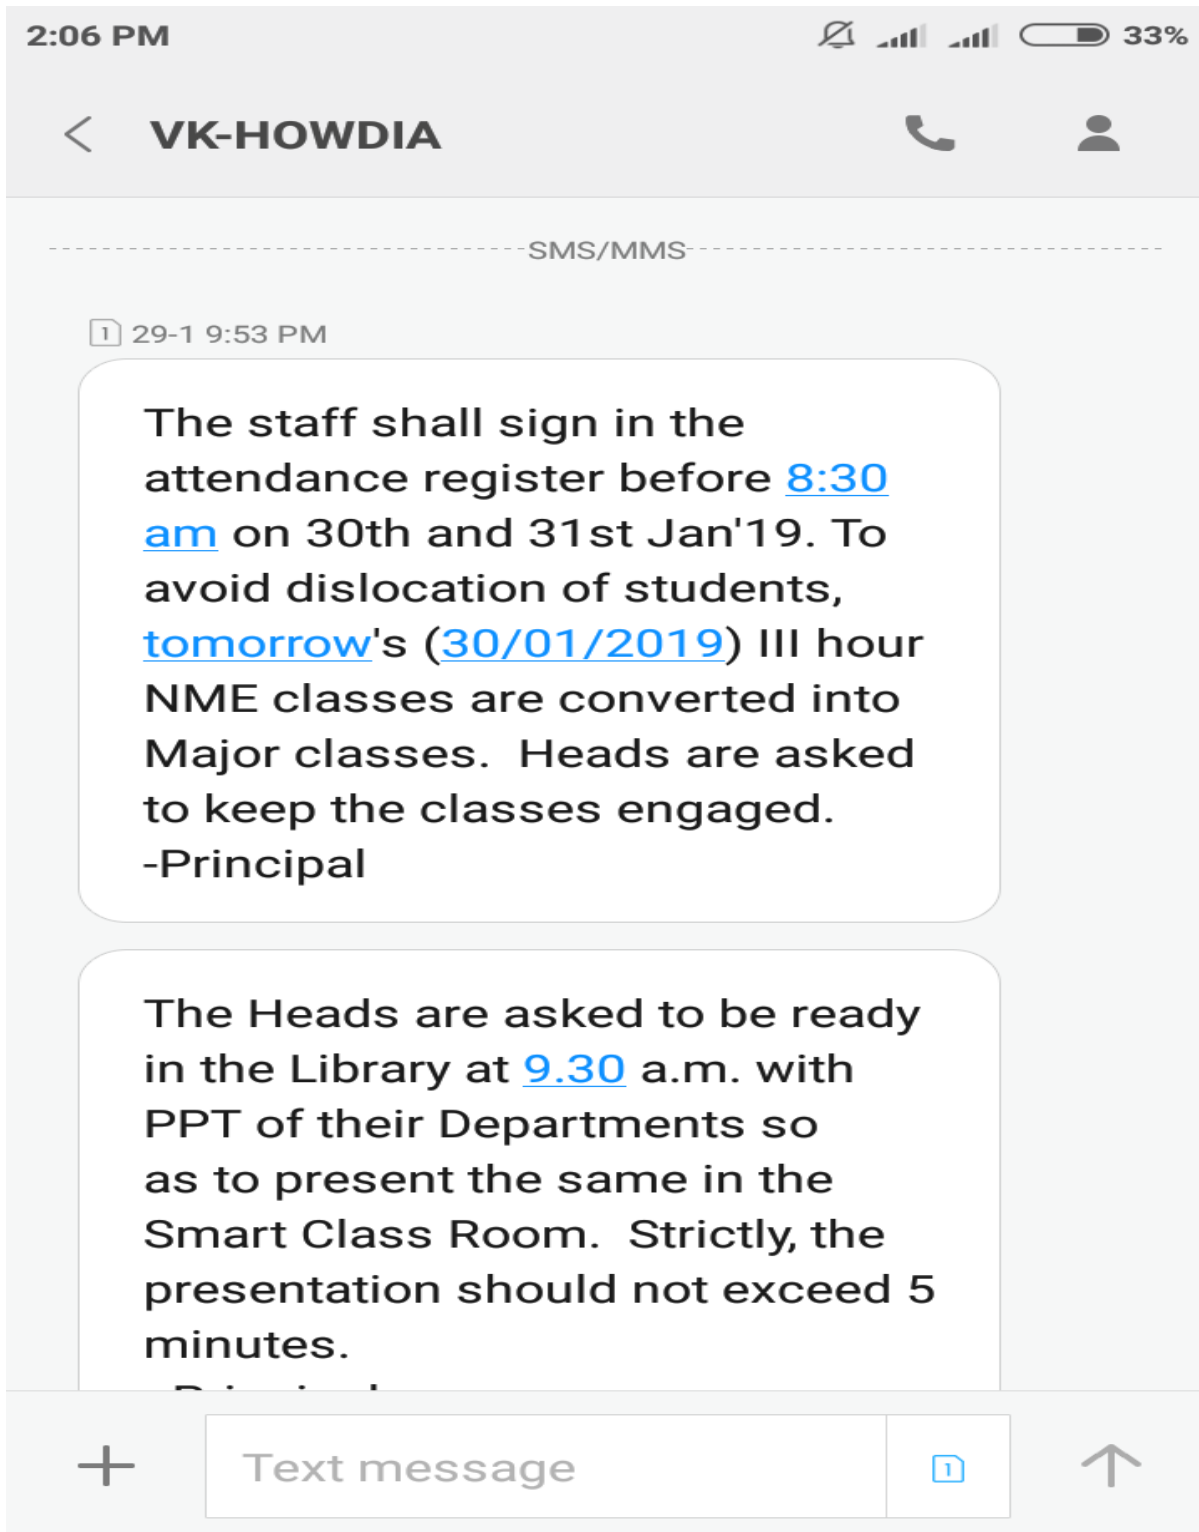 2:06 PM 33%
VK-HOWDIA
SMS/MMS
1 29-1 9:53 PM
The staff shall sign in the
attendance register before 8:30
am on 30th and 31st Jan'19. To
avoid dislocation of students,
tomorrow's (30/01/2019) III hour
NME classes are converted into
Major classes.  Heads are asked
to keep the classes engaged.
-Principal
The Heads are asked to be ready
in the Library at 9.30 a.m. with
PPT of their Departments so
as to present the same in the
Smart Class Room.  Strictly, the
presentation should not exceed 5
minutes.
Text message 1